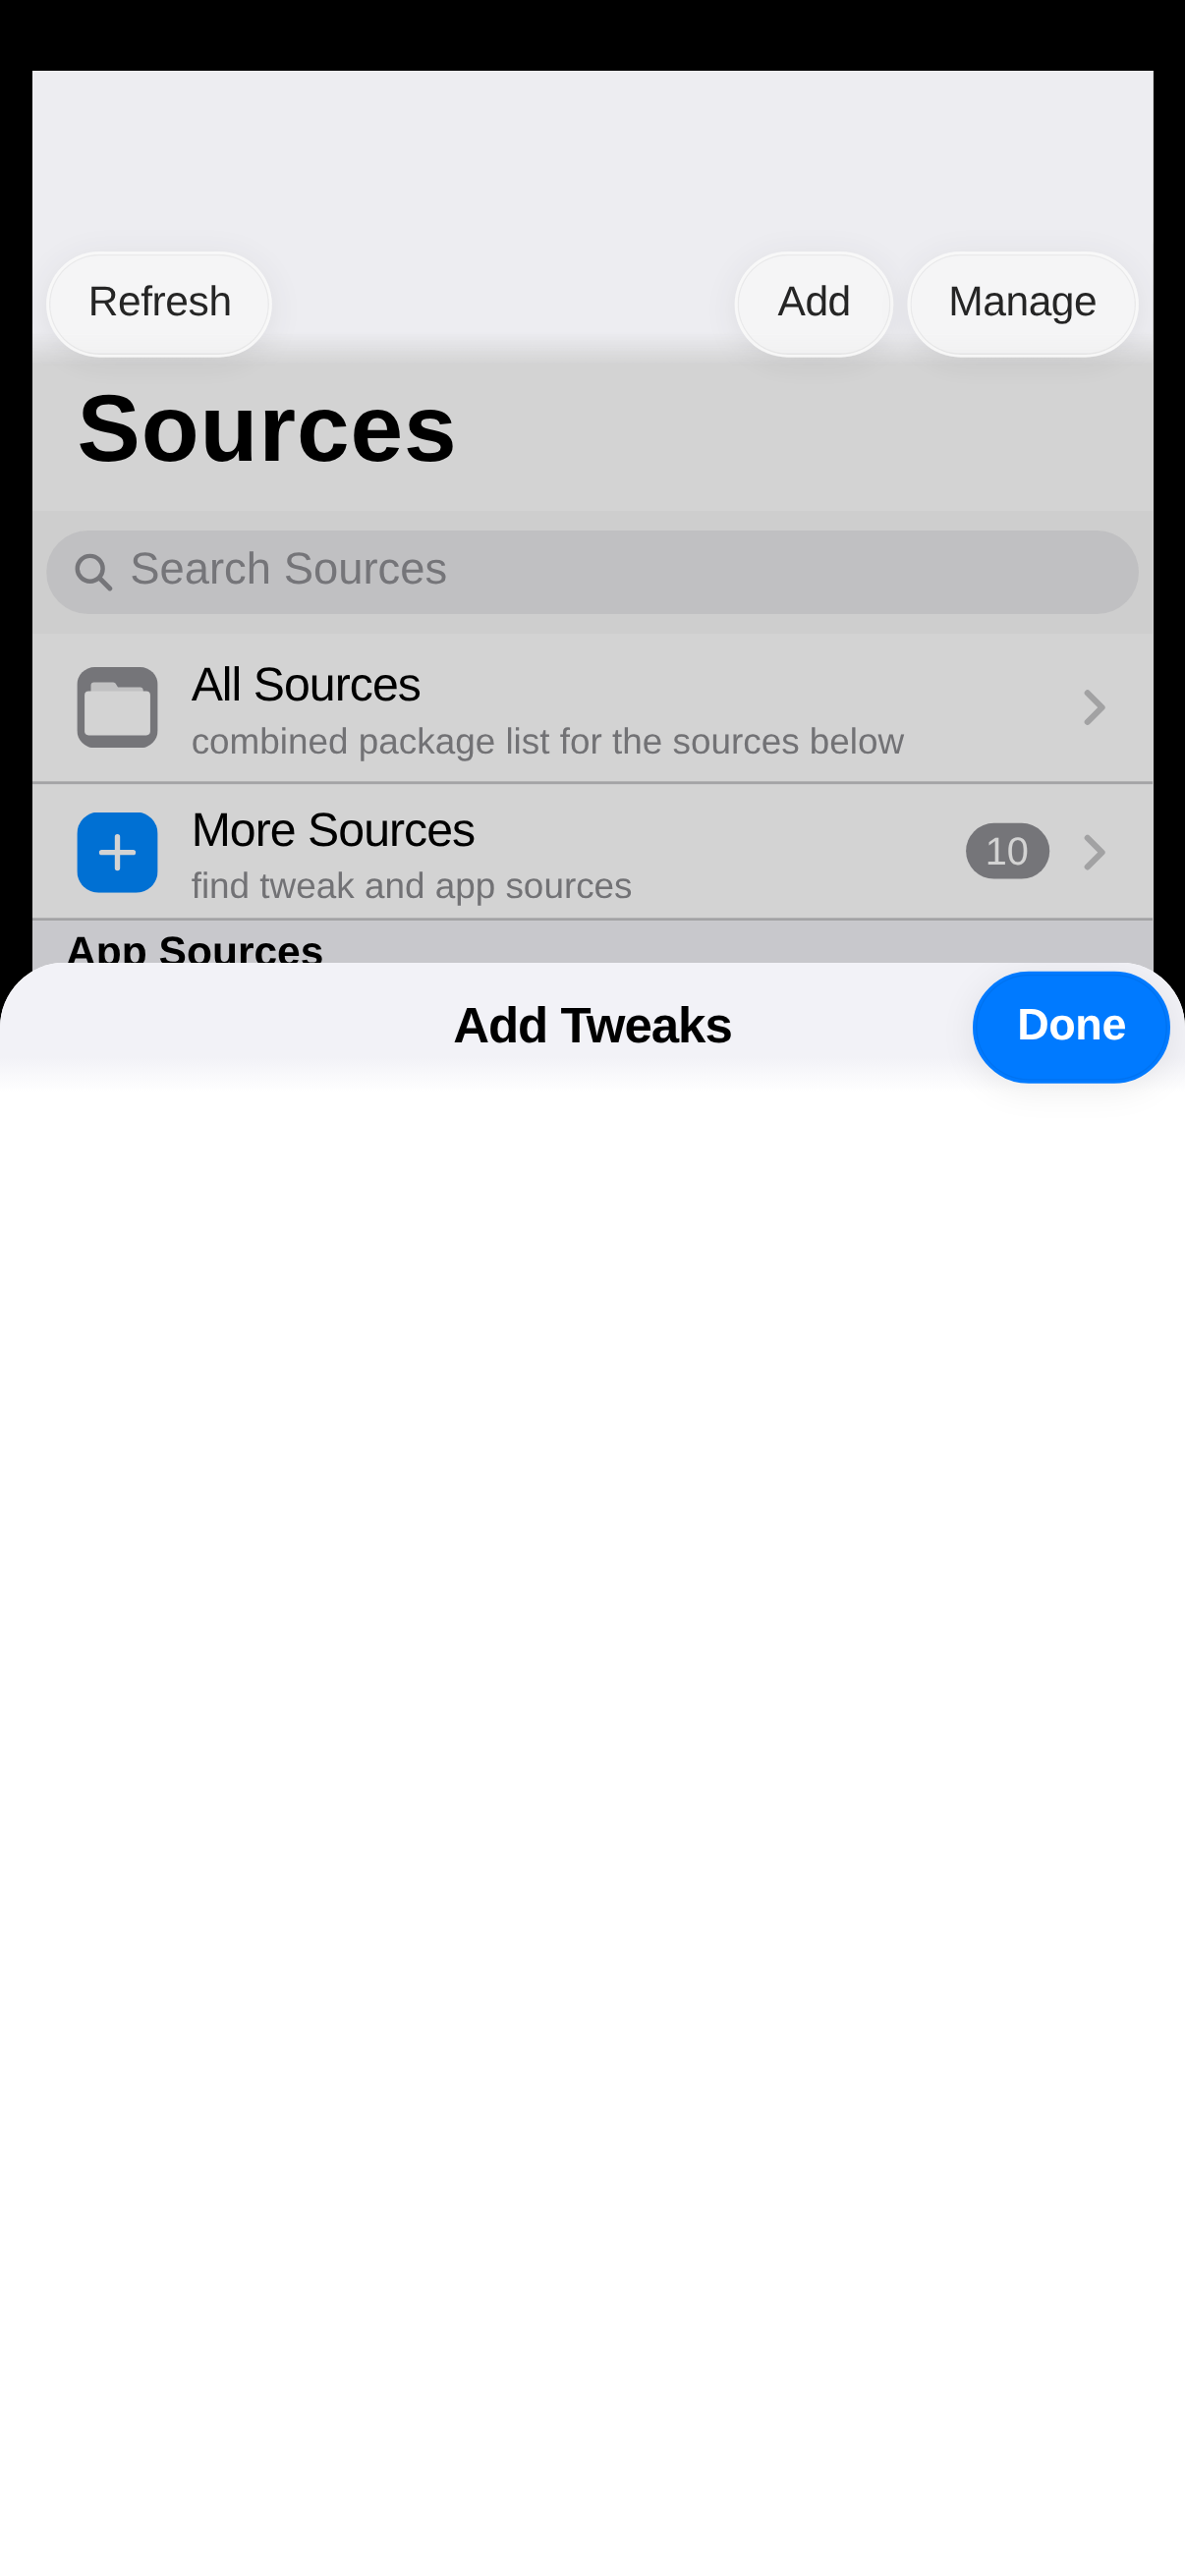 Refresh
Add
Manage
Sources
Search Sources
All Sources
combined package list for the sources below
More Sources
find tweak and app sources
10
App Sources
Add Tweaks
Done